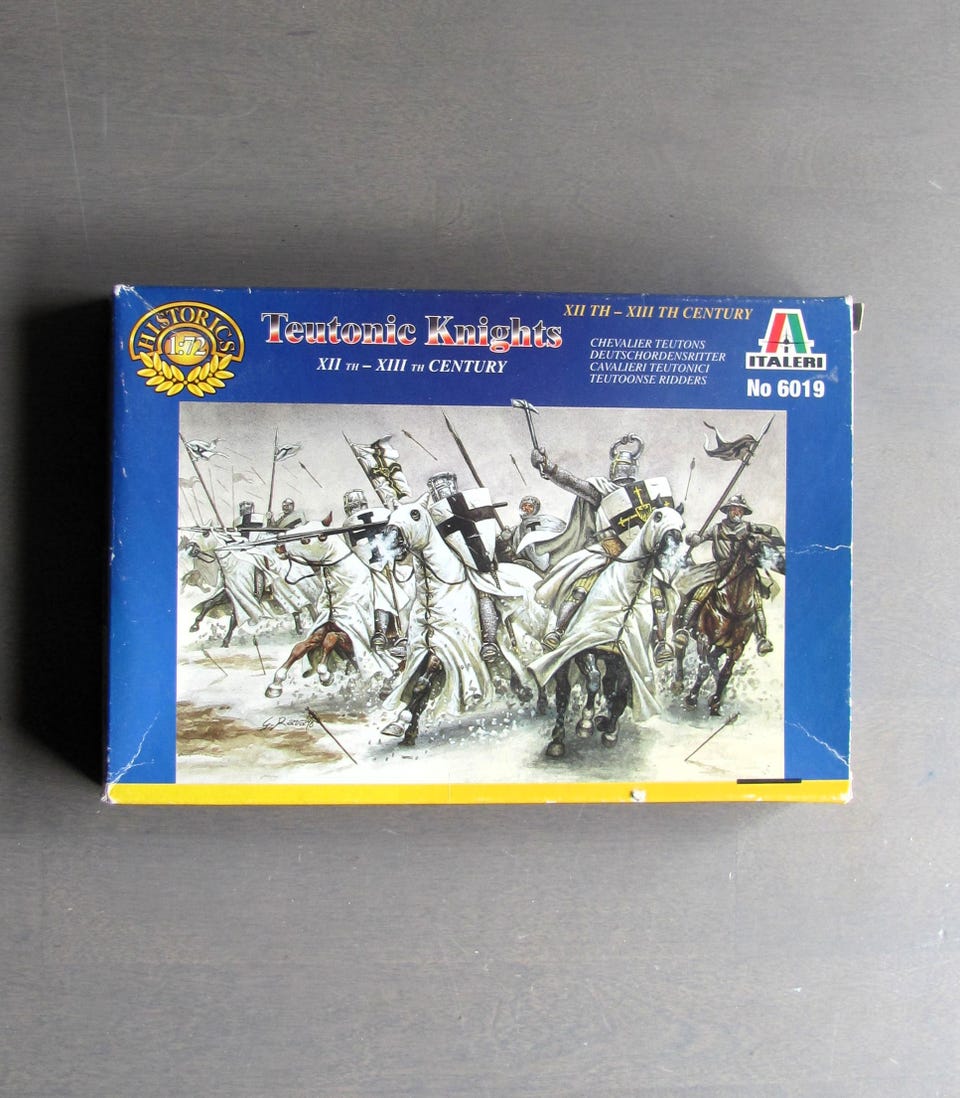 HISTORICS
1:72
Teutonic Knights
XII TH – XIII TH CENTURY
XII TH – XIII TH CENTURY
CHEVALIER TEUTONS
DEUTSCHORDENSRITTER
CAVALIERI TEUTONICI
TEUTOONSE RIDDERS
ITALERI
No 6019